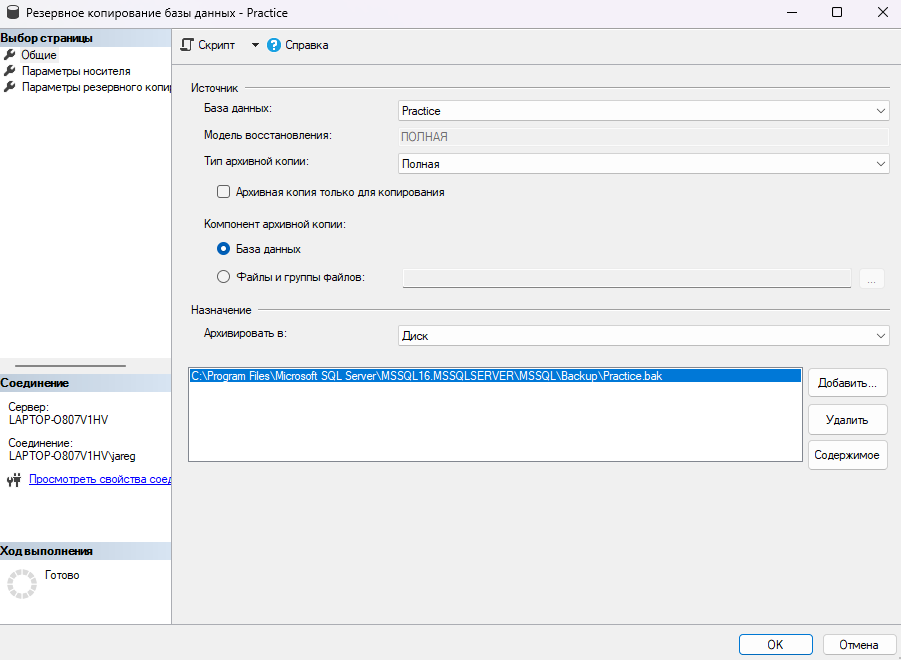 Резервное копирование базы данных - Practice
Выбор страницы
Общие
Параметры носителя
Параметры резервного копи
Скрипт
Справка
Источник
База данных:
Practice
Модель восстановления:
ПОЛНАЯ
Тип архивной копии:
Полная
Архивная копия только для копирования
Компонент архивной копии:
База данных
Файлы и группы файлов:
...
Назначение
Архивировать в:
Диск
C:\Program Files\Microsoft SQL Server\MSSQL16.MSSQLSERVER\MSSQL\Backup\Practice.bak
Добавить...
Удалить
Содержимое
Соединение
Сервер:
LAPTOP-O807V1HV
Соединение:
LAPTOP-O807V1HV\jareg
Просмотреть свойства соед
Ход выполнения
Готово
OK
Отмена